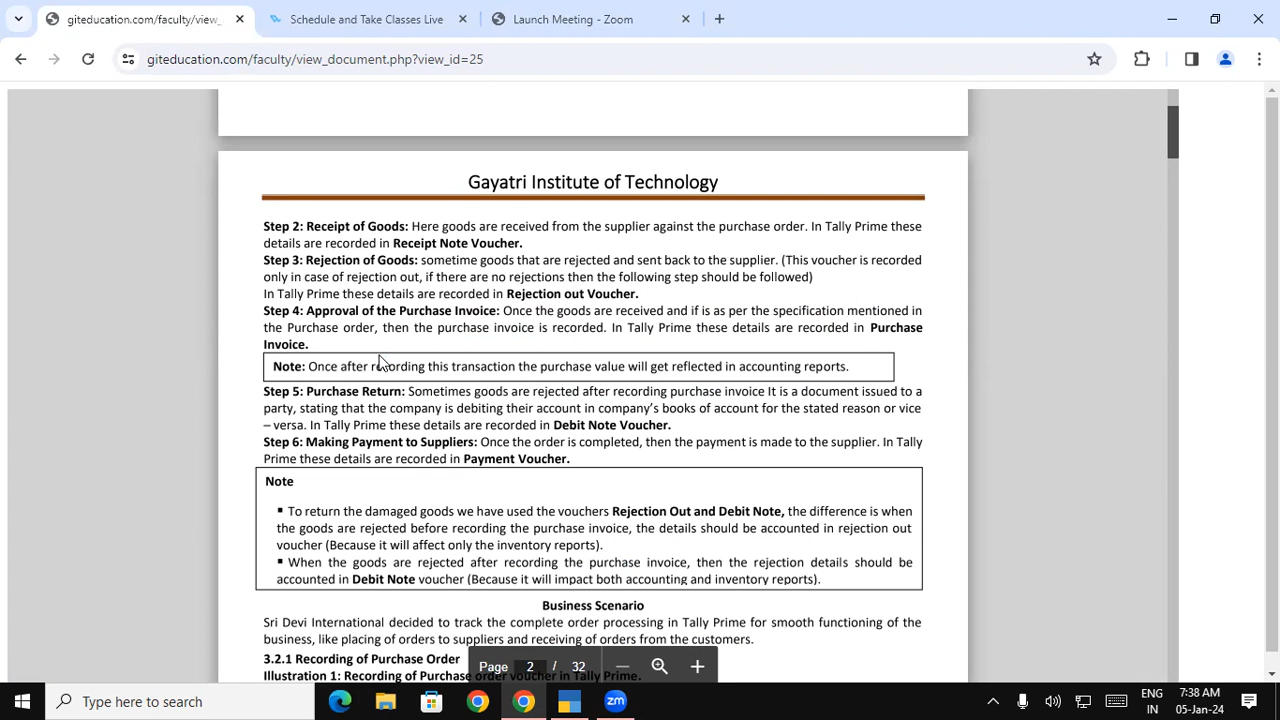 giteducation.com/faculty/view_
Schedule and Take Classes Live
Launch Meeting - Zoom
giteducation.com/faculty/view_document.php?view_id=25
Gayatri Institute of Technology
Step 2: Receipt of Goods: Here goods are received from the supplier against the purchase order. In Tally Prime these
details are recorded in Receipt Note Voucher.
Step 3: Rejection of Goods: sometime goods that are rejected and sent back to the supplier. (This voucher is recorded
only in case of rejection out, if there are no rejections then the following step should be followed)
In Tally Prime these details are recorded in Rejection out Voucher.
Step 4: Approval of the Purchase Invoice: Once the goods are received and if is as per the specification mentioned in
the Purchase order, then the purchase invoice is recorded. In Tally Prime these details are recorded in Purchase
Invoice.
Note: Once after recording this transaction the purchase value will get reflected in accounting reports.
Step 5: Purchase Return: Sometimes goods are rejected after recording purchase invoice It is a document issued to a
party, stating that the company is debiting their account in company's books of account for the stated reason or vice
– versa. In Tally Prime these details are recorded in Debit Note Voucher.
Step 6: Making Payment to Suppliers: Once the order is completed, then the payment is made to the supplier. In Tally
Prime these details are recorded in Payment Voucher.
Note
▪ To return the damaged goods we have used the vouchers Rejection Out and Debit Note, the difference is when
the goods are rejected before recording the purchase invoice, the details should be accounted in rejection out
voucher (Because it will affect only the inventory reports).
▪ When the goods are rejected after recording the purchase invoice, then the rejection details should be
accounted in Debit Note voucher (Because it will impact both accounting and inventory reports).
Business Scenario
Sri Devi International decided to track the complete order processing in Tally Prime for smooth functioning of the
business, like placing of orders to suppliers and receiving of orders from the customers.
3.2.1 Recording of Purchase Order
Illustration 1: Recording of Purchase order voucher in Tally Prime.
Page 2 / 32
Type here to search
ENG
IN
7:38 AM
05-Jan-24